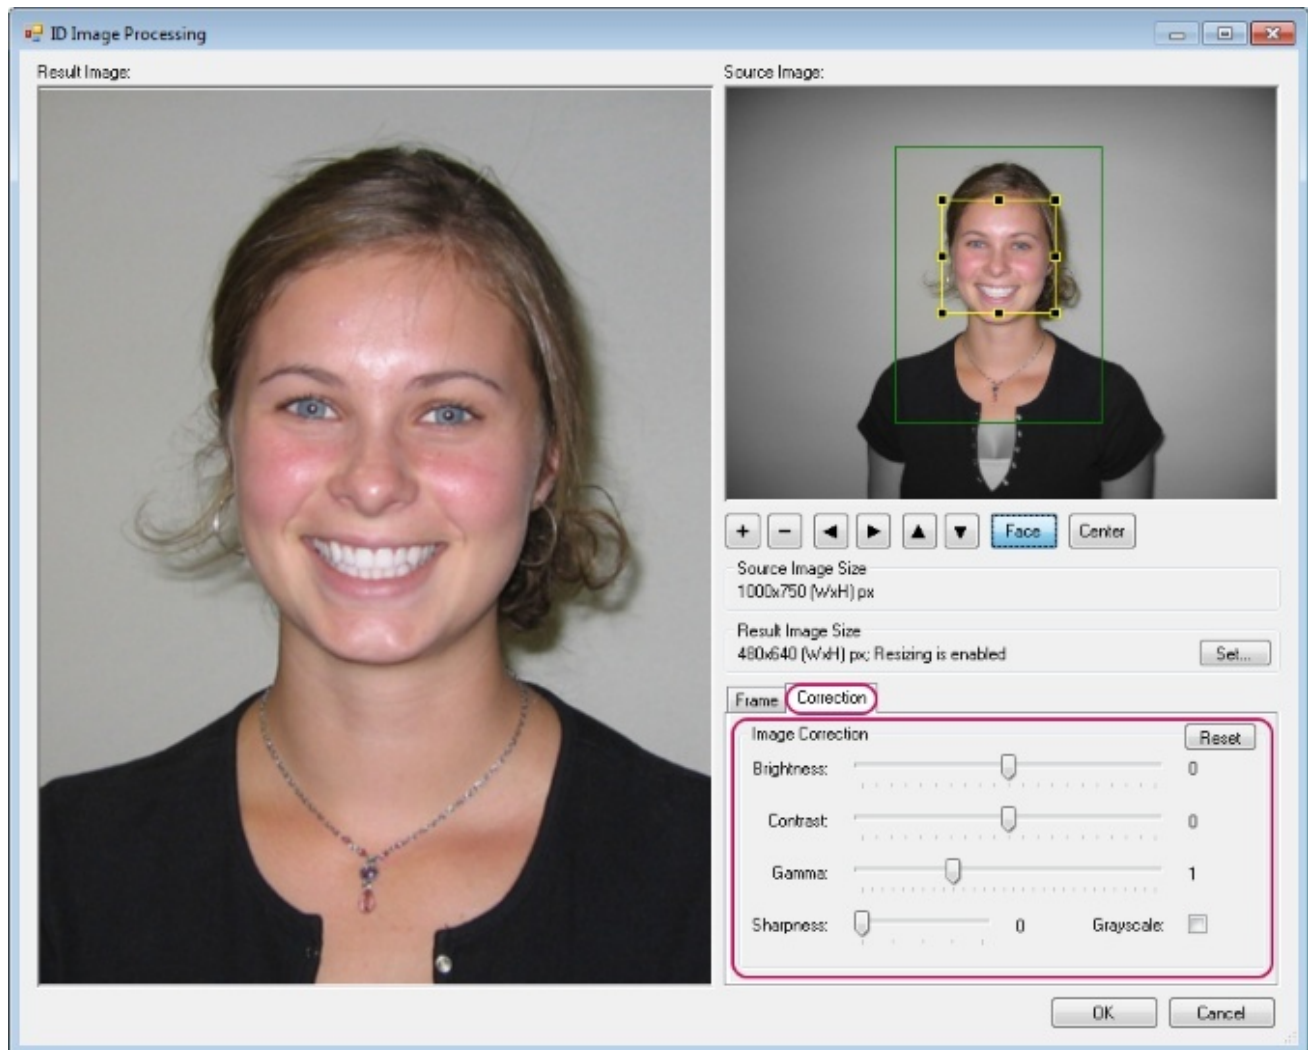 ID Image Processing
Result Image:
Source Image:
+ - Face Center
Source Image Size
1000x750 (WxH) px
Result Image Size
480x640 (WxH) px; Resizing is enabled Set...
Frame Correction
Image Correction Reset
Brightness: 0
Contrast: 0
Gamma: 1
Sharpness: 0 Grayscale:
OK Cancel